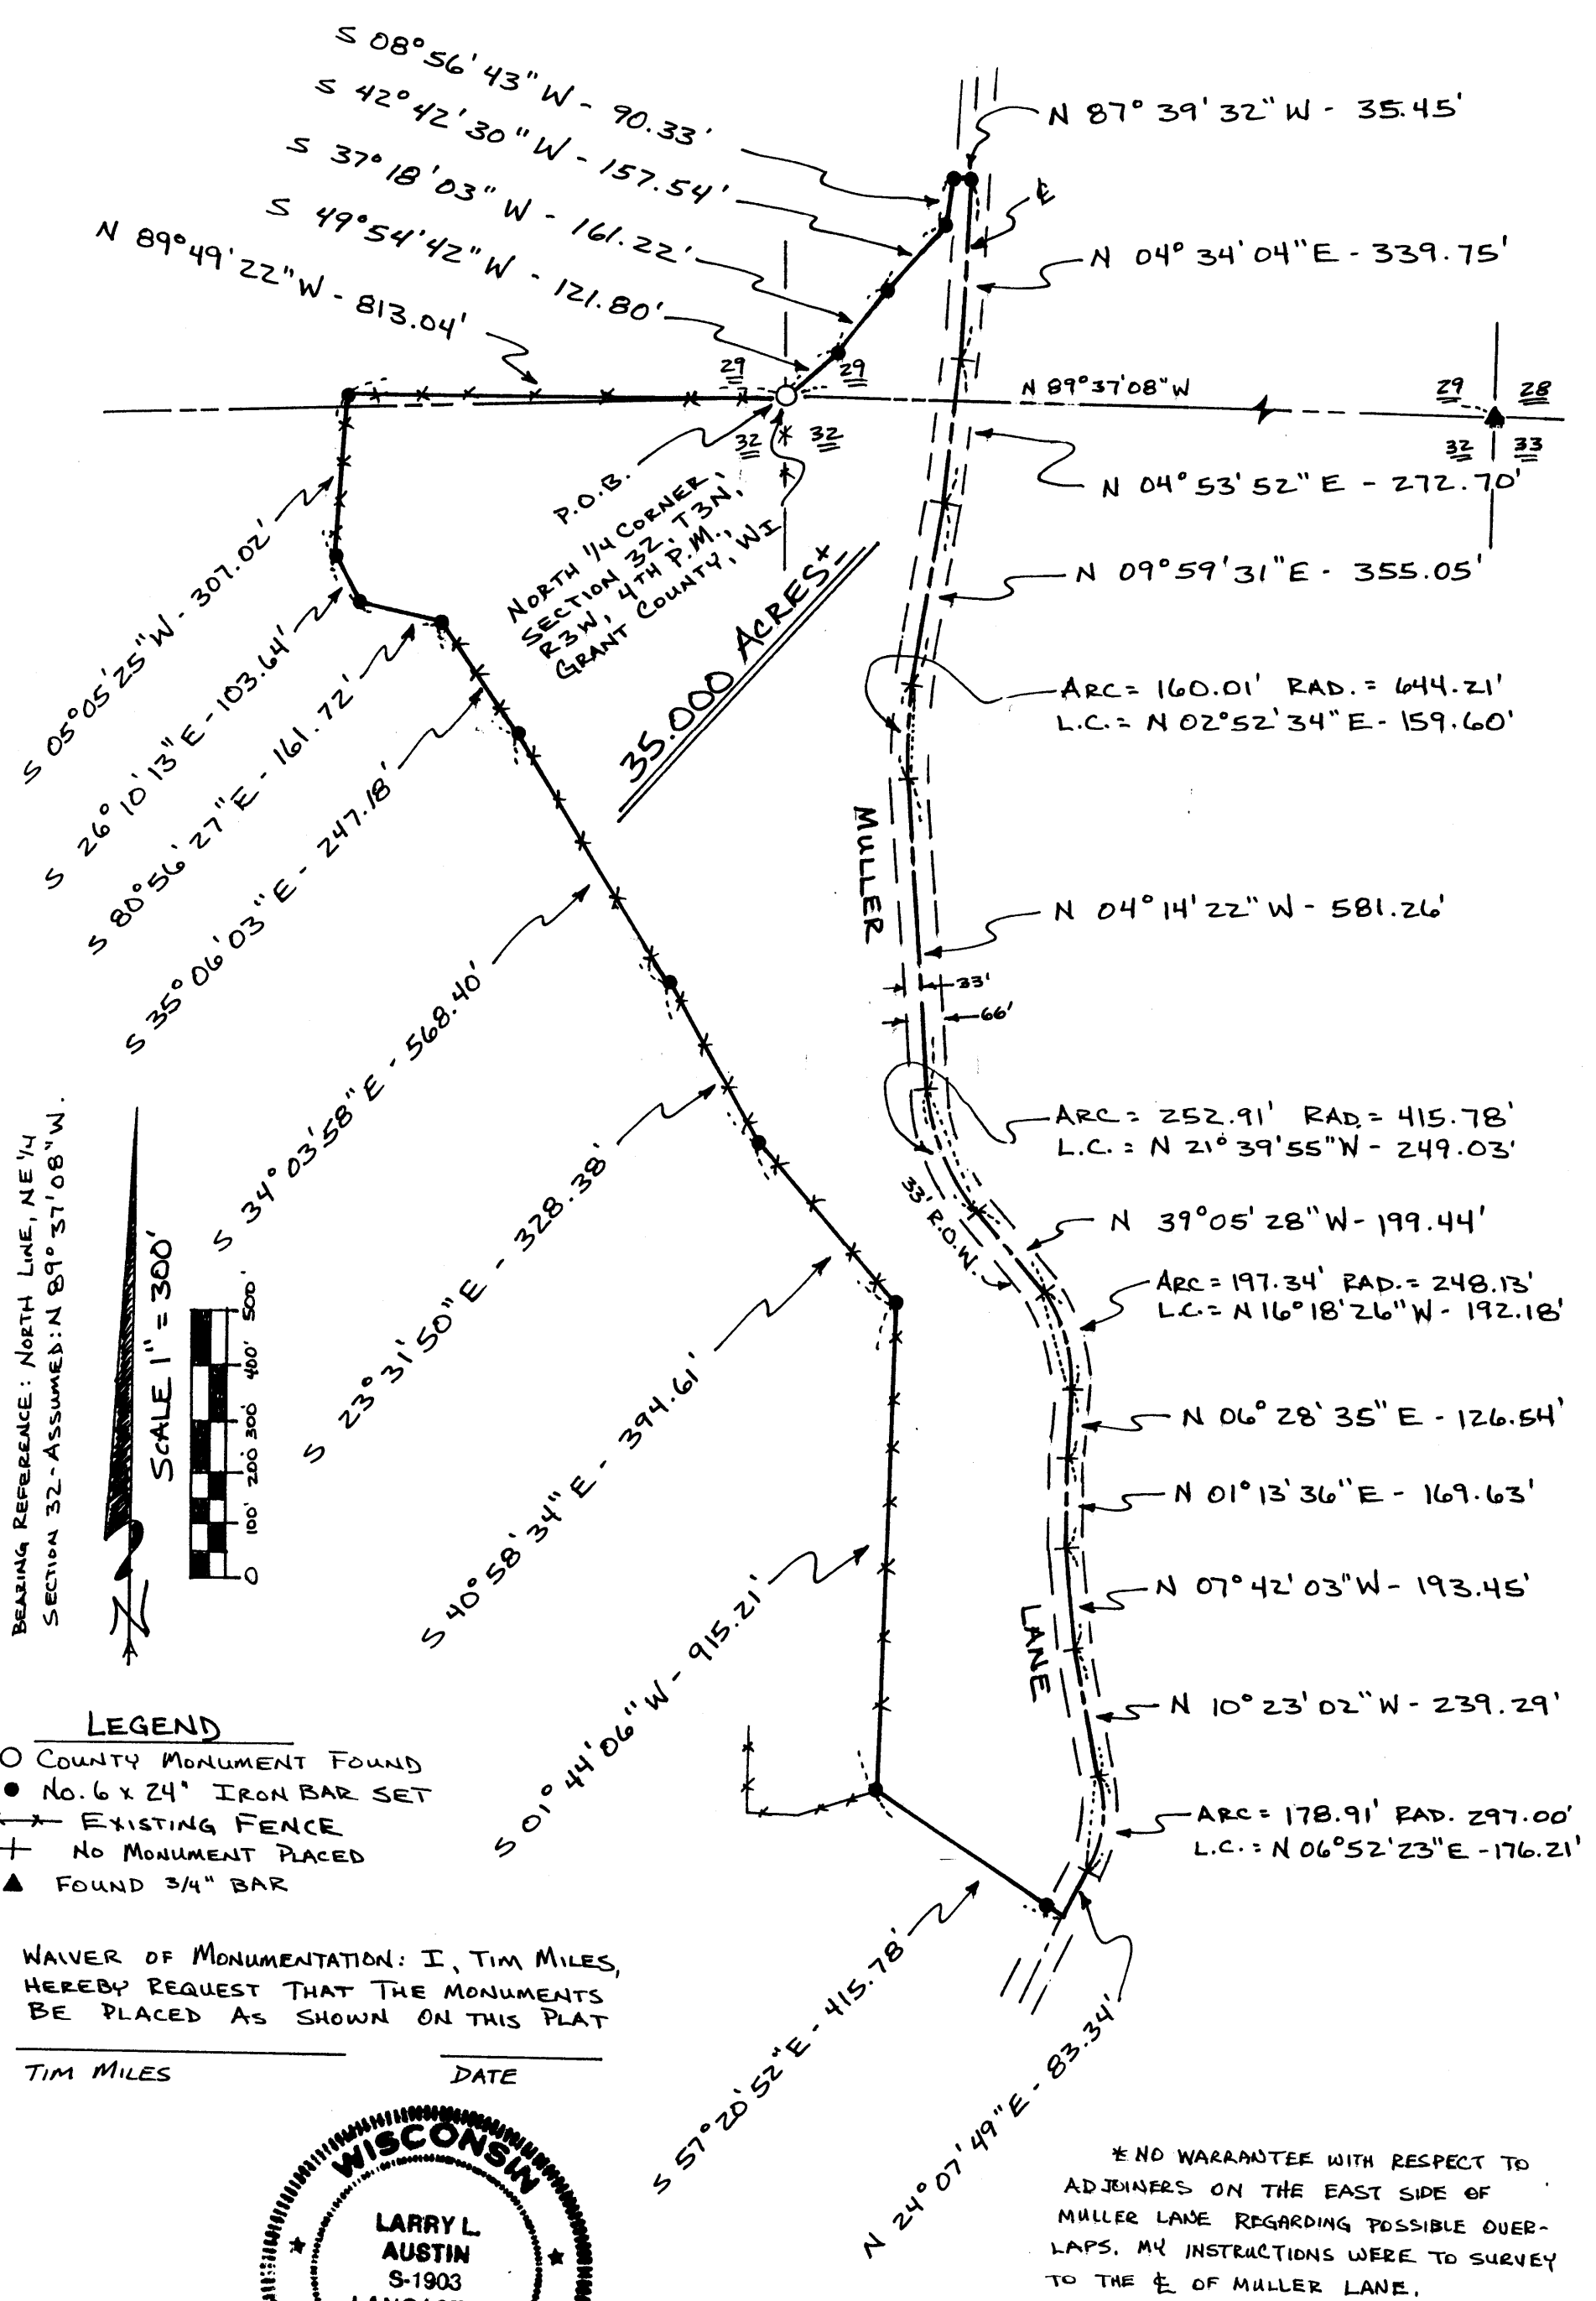 S 08°56'43"W - 90.33'
S 42°42'30"W - 157.54'
S 37°18'03"W - 161.22'
S 49°54'42"W - 121.80'
N 89°49'22"W - 813.04'
N 87°39'32"W - 35.45'
℄
N 04°34'04"E - 339.75'
29
29
N 89°37'08"W
29
28
32
32
32
33
P.O.B.
NORTH 1/4 CORNER,
SECTION 32, T3N,
R3W, 4TH P.M.,
GRANT COUNTY, WI
N 04°53'52"E - 272.70'
35.000 ACRES±
N 09°59'31"E - 355.05'
ARC = 160.01' RAD. = 644.21'
L.C. = N 02°52'34"E - 159.60'
S 05°05'25"W - 307.02'
S 26°10'13"E - 103.64'
S 80°56'27"E - 161.72'
S 35°06'03"E - 247.18'
S 34°03'58"E - 568.40'
S 23°31'50"E - 328.38'
S 40°58'34"E - 394.61'
S 01°44'06"W - 915.21'
S 57°20'52"E - 415.78'
N 24°07'49"E - 83.34'
MULLER
N 04°14'22"W - 581.26'
33'
66'
ARC = 252.91' RAD. = 415.78'
L.C. = N 21°39'55"W - 249.03'
33' R.O.W.
N 39°05'28"W - 199.44'
ARC = 197.34' RAD. = 248.13'
L.C. = N 16°18'26"W - 192.18'
N 06°28'35"E - 126.54'
N 01°13'36"E - 169.63'
N 07°42'03"W - 193.45'
LANE
N 10°23'02"W - 239.29'
ARC = 178.91' RAD. 297.00'
L.C. = N 06°52'23"E - 176.21'
BEARING REFERENCE: NORTH LINE, NE 1/4
SECTION 32 - ASSUMED: N 89°37'08"W.
N
SCALE 1" = 300'
0 100' 200' 300' 400' 500'
LEGEND
COUNTY MONUMENT FOUND
No. 6 x 24" IRON BAR SET
EXISTING FENCE
NO MONUMENT PLACED
FOUND 3/4" BAR
WAIVER OF MONUMENTATION: I, TIM MILES,
HEREBY REQUEST THAT THE MONUMENTS
BE PLACED AS SHOWN ON THIS PLAT
TIM MILES
DATE
WISCONSIN
LARRY L.
AUSTIN
S-1903
* NO WARRANTEE WITH RESPECT TO
ADJOINERS ON THE EAST SIDE OF
MULLER LANE REGARDING POSSIBLE OVER-
LAPS. MY INSTRUCTIONS WERE TO SURVEY
TO THE ℄ OF MULLER LANE.